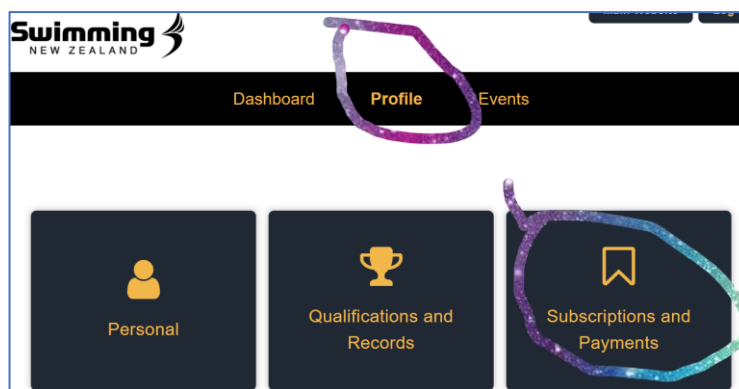 Swimming
NEW ZEALAND
Dashboard Profile Events
Personal
Qualifications and
Records
Subscriptions and
Payments